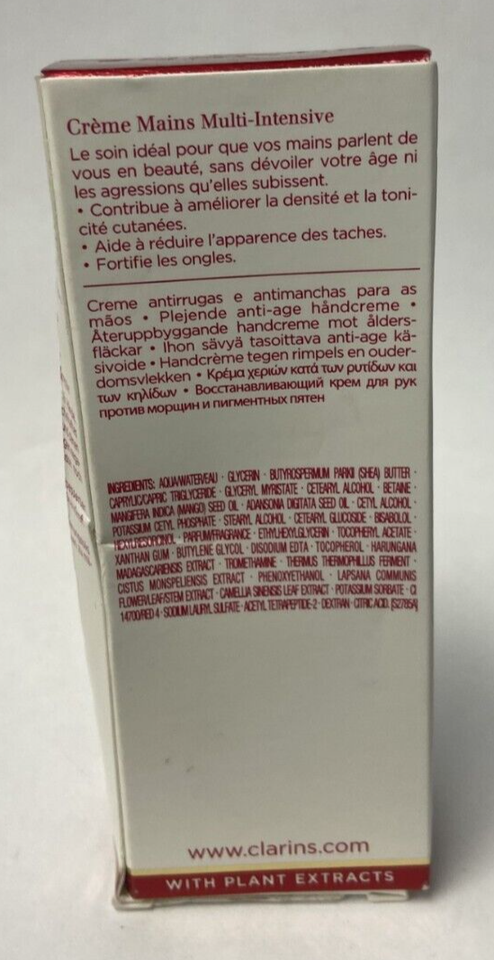 Crème Mains Multi-Intensive
Le soin idéal pour que vos mains parlent de
vous en beauté, sans dévoiler votre âge ni
les agressions qu'elles subissent.
• Contribue à améliorer la densité et la toni-
cité cutanées.
• Aide à réduire l'apparence des taches.
• Fortifie les ongles.
Creme antirrugas e antimanchas para as
mãos • Plejende anti-age håndcreme •
Återuppbyggande handcreme mot ålders-
fläckar • Ihon sävyä tasoittava anti-age kä-
sivoide • Handcrème tegen rimpels en ouder-
domsvlekken • Κρέμα χεριών κατά των ρυτίδων και
των κηλίδων • Восстанавливающий крем для рук
против морщин и пигментных пятен
INGREDIENTS: AQUA/WATER/EAU · GLYCERIN · BUTYROSPERMUM PARKII (SHEA) BUTTER ·
CAPRYLIC/CAPRIC TRIGLYCERIDE · GLYCERYL MYRISTATE · CETEARYL ALCOHOL · BETAINE ·
MANGIFERA INDICA (MANGO) SEED OIL · ADANSONIA DIGITATA SEED OIL · CETYL ALCOHOL ·
POTASSIUM CETYL PHOSPHATE · STEARYL ALCOHOL · CETEARYL GLUCOSIDE · BISABOLOL ·
HEXYLRESORCINOL · PARFUM/FRAGRANCE · ETHYLHEXYLGLYCERIN · TOCOPHERYL ACETATE ·
XANTHAN GUM · BUTYLENE GLYCOL · DISODIUM EDTA · TOCOPHEROL · HARUNGANA
MADAGASCARIENSIS EXTRACT · TROMETHAMINE · THERMUS THERMOPHILLUS FERMENT ·
CISTUS MONSPELIENSIS EXTRACT · PHENOXYETHANOL · LAPSANA COMMUNIS
FLOWER/LEAF/STEM EXTRACT · CAMELLIA SINENSIS LEAF EXTRACT · POTASSIUM SORBATE · CI
14700/RED 4 · SODIUM LAURYL SULFATE · ACETYL TETRAPEPTIDE-2 · DEXTRAN · CITRIC ACID. [S2785A]
www.clarins.com
WITH PLANT EXTRACTS